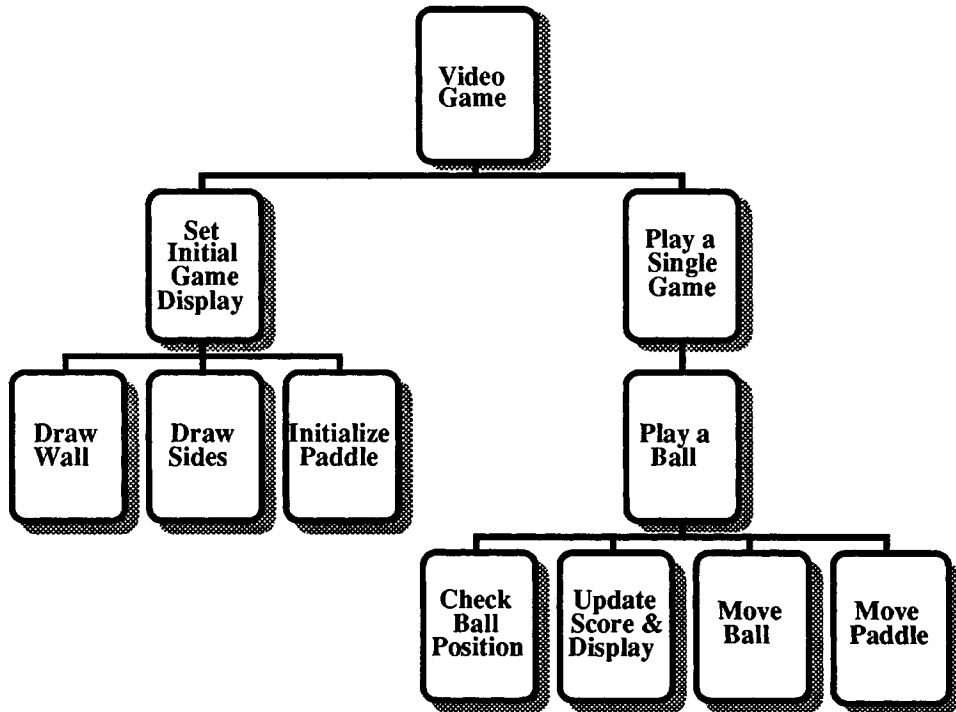 Video
Game
Set
Initial
Game
Display
Play a
Single
Game
Draw
Wall
Draw
Sides
Initialize
Paddle
Play a
Ball
Check
Ball
Position
Update
Score &
Display
Move
Ball
Move
Paddle